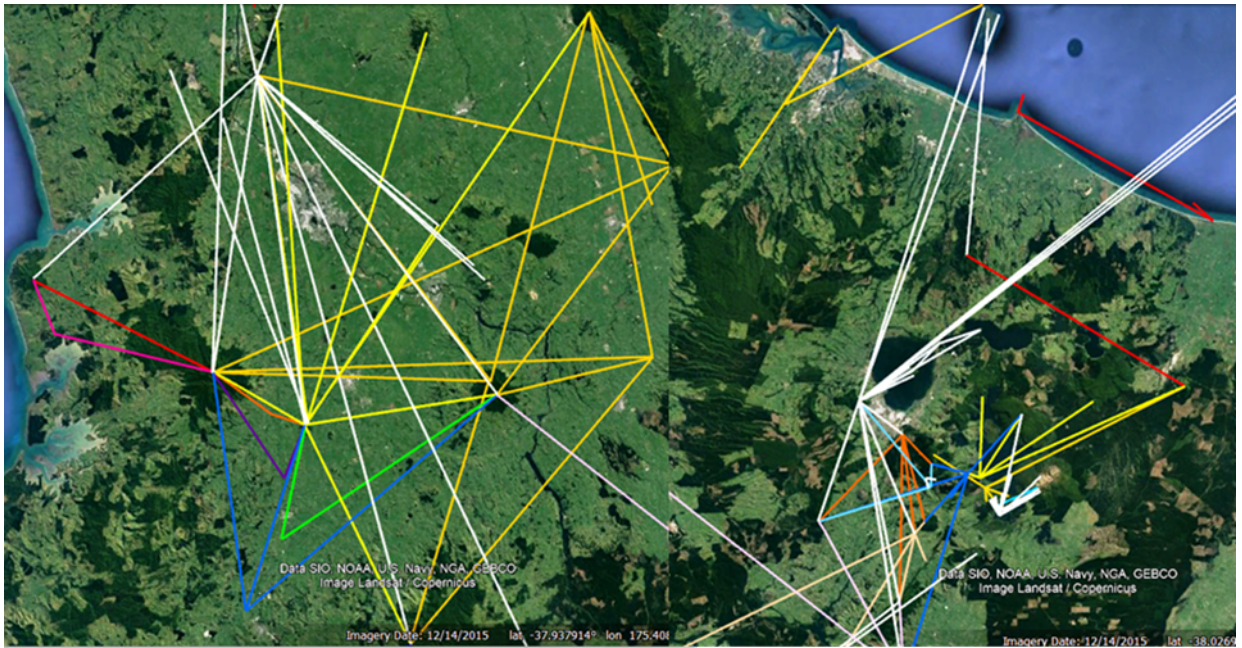 Data SIO, NOAA, U.S. Navy, NGA, GEBCO
Image Landsat / Copernicus
Imagery Date: 12/14/2015 lat -37.937914° lon 175.408
Data SIO, NOAA, U.S. Navy, NGA, GEBCO
Image Landsat / Copernicus
Imagery Date: 12/14/2015 lat -38.0269